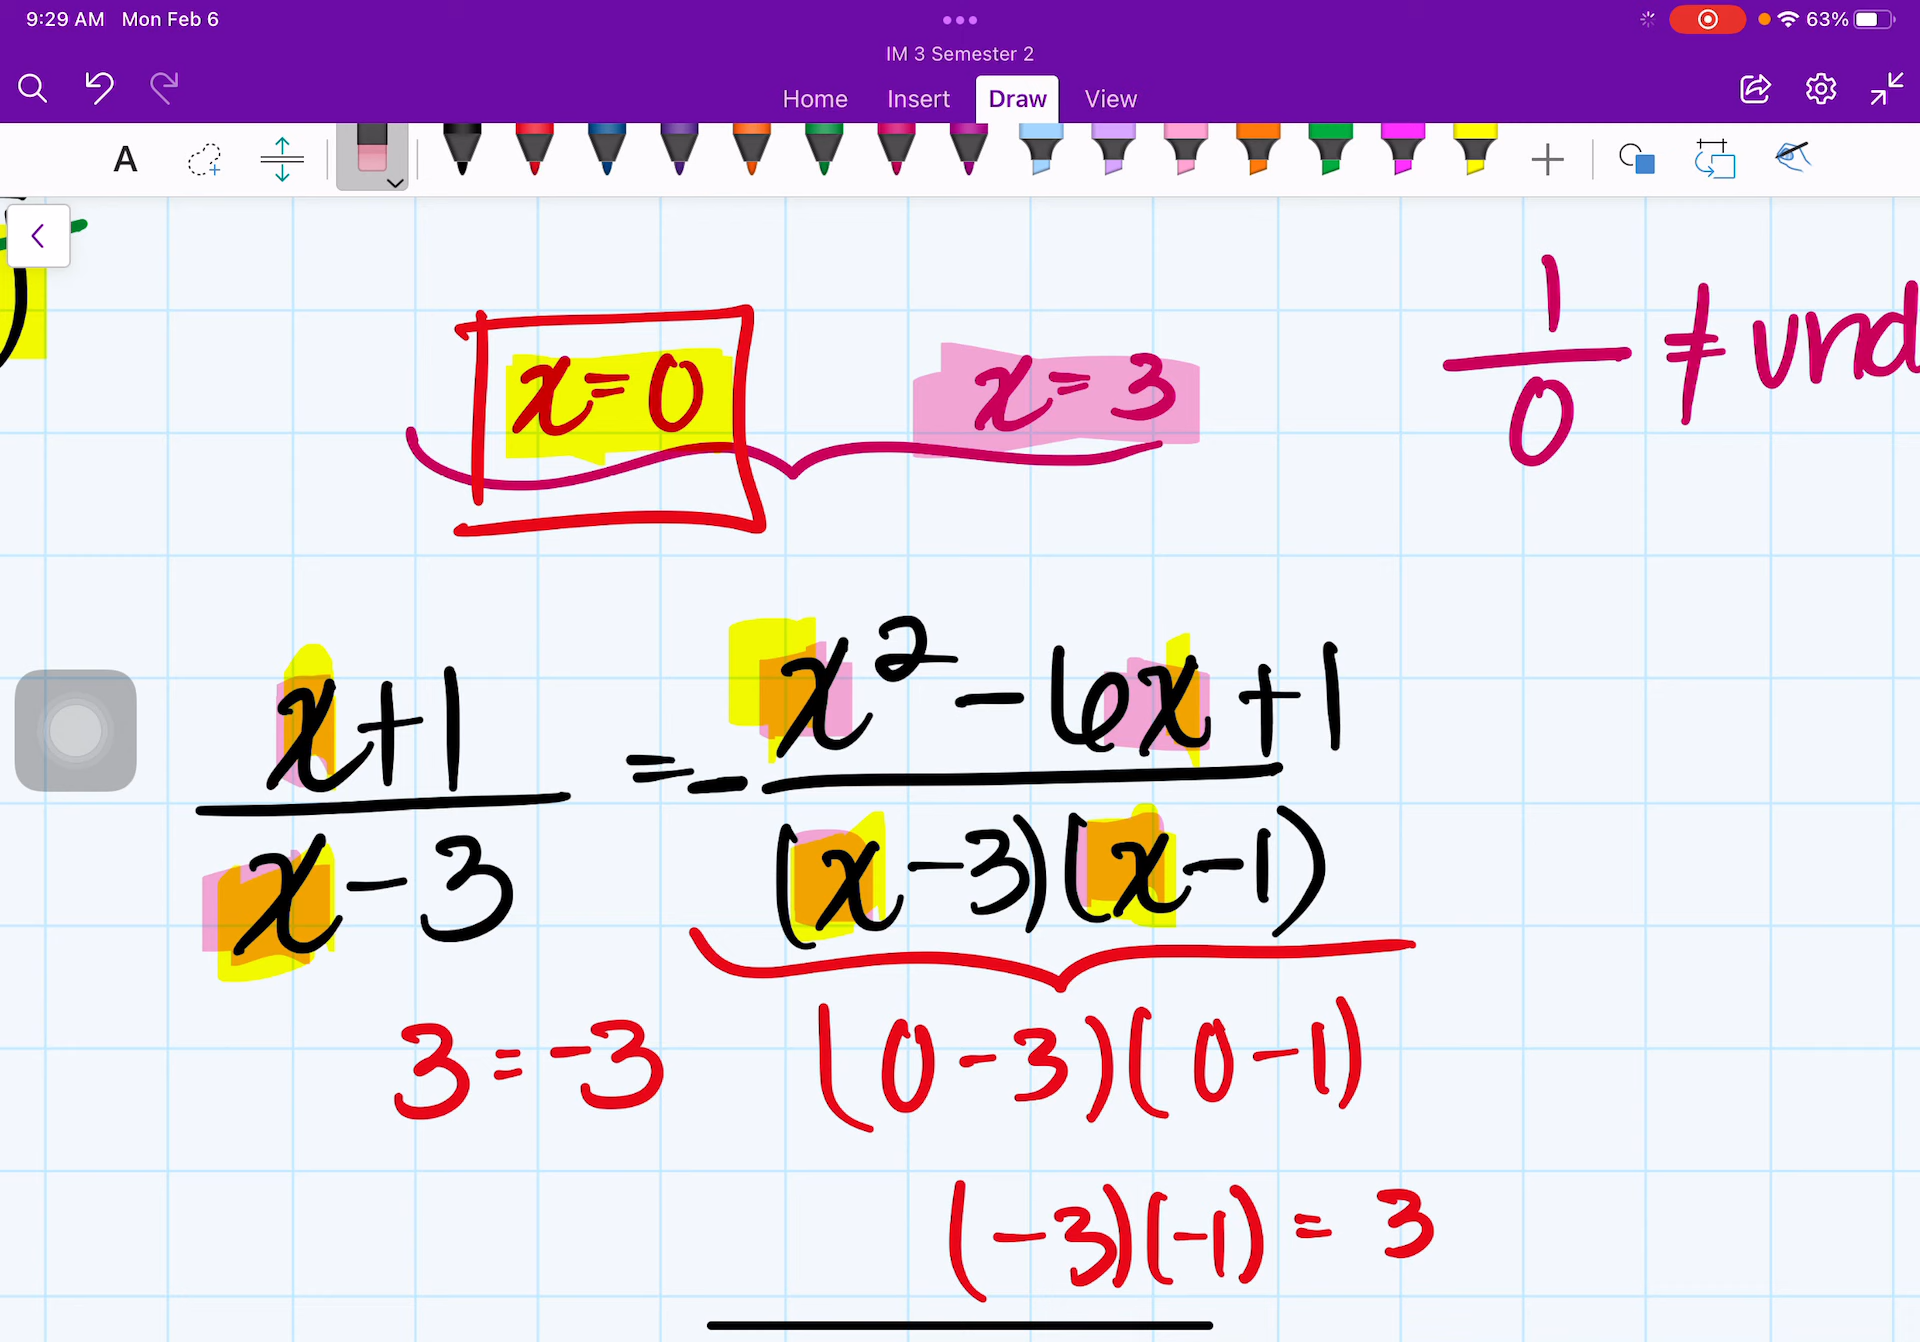 9:29 AM Mon Feb 6
63%
IM 3 Semester 2
Home Insert Draw View
A
)
x=0 x=3 1/0 ≠ und
(x+1)/(x-3) = -(x²-6x+1)/((x-3)(x-1))
3=-3 (0-3)(0-1)
(-3)(-1) = 3